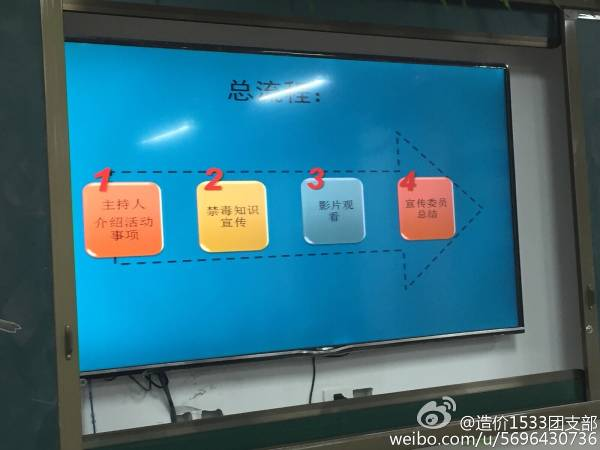 总流程：
1
主持人
介绍活动
事项
2
禁毒知识
宣传
3
影片观
看
4
宣传委员
总结
@造价1533团支部
weibo.com/u/5696430736